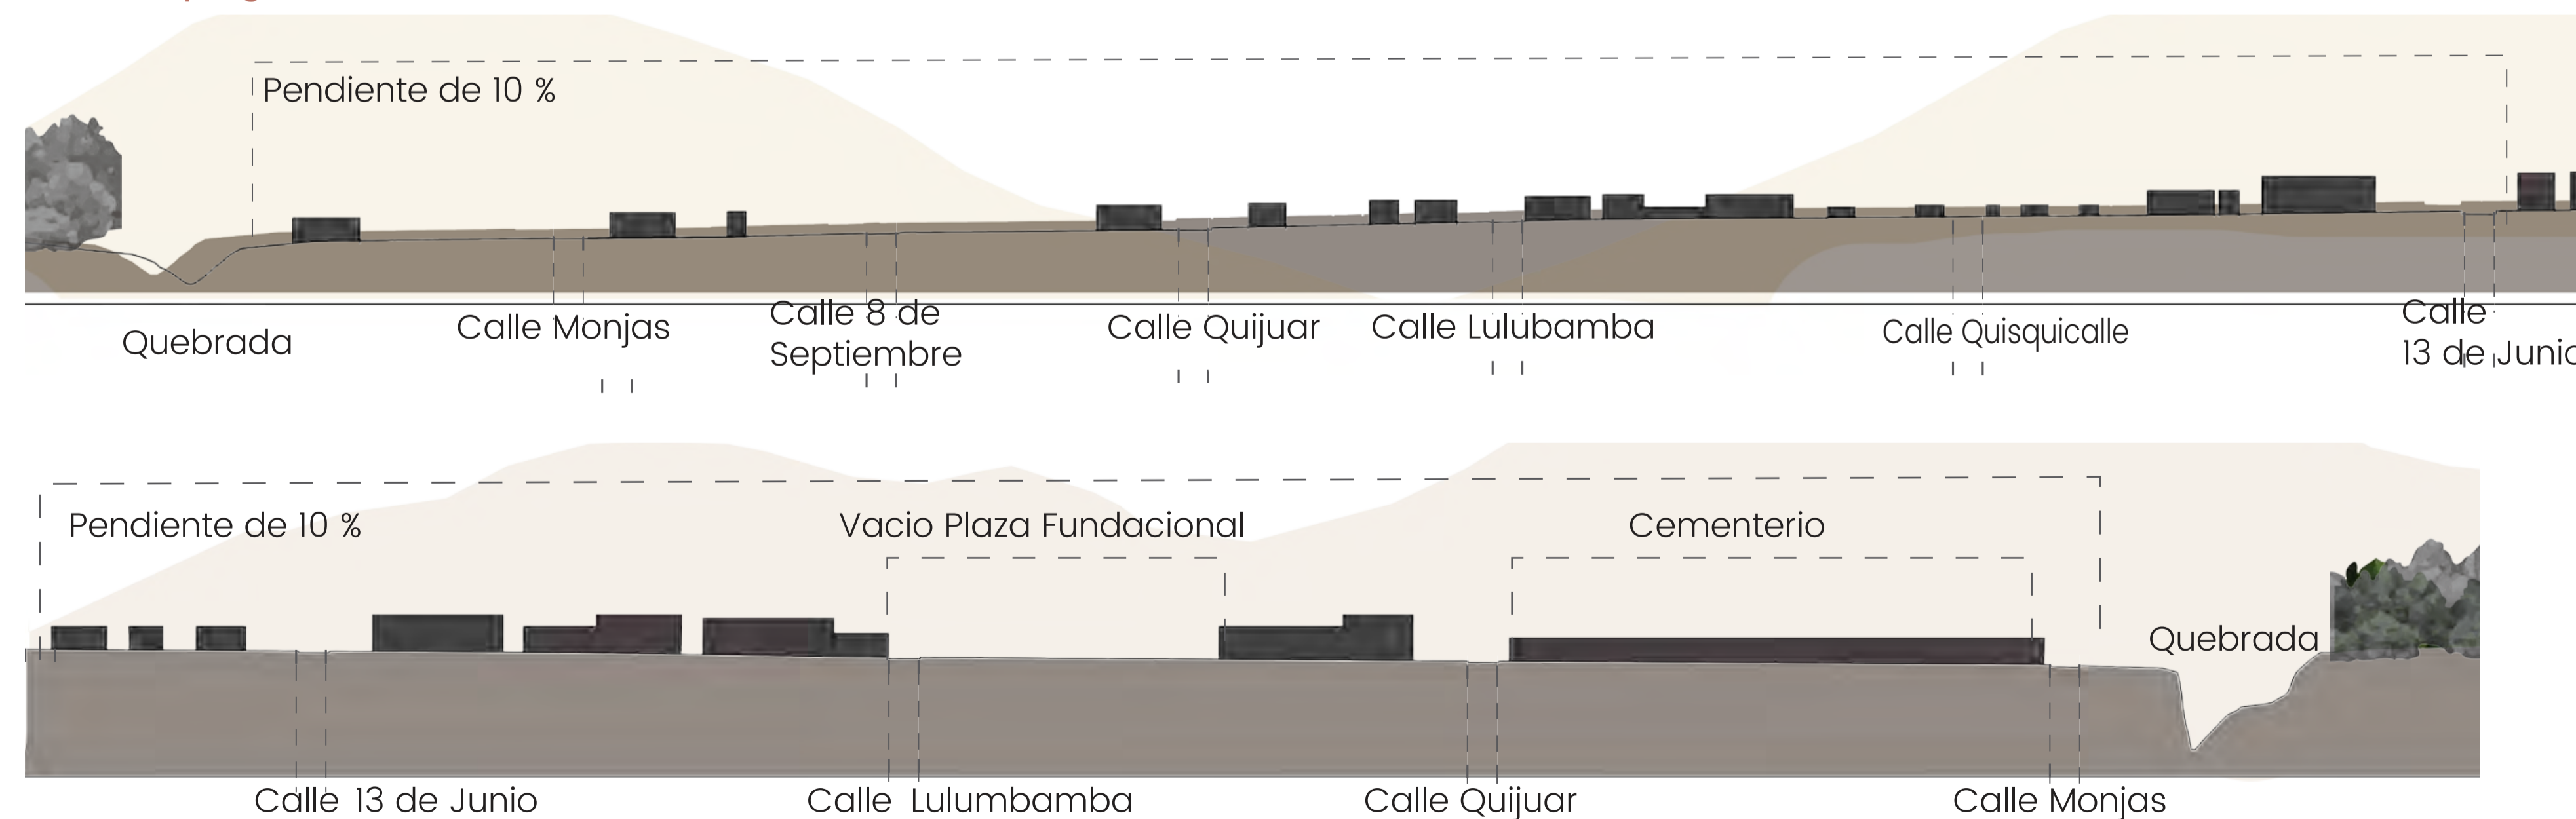 Pendiente de 10 %
Quebrada
Calle Monjas
Calle 8 de
Septiembre
Calle Quijuar
Calle Lulubamba
Calle Quisquicalle
Calle
13 de Junio
Pendiente de 10 %
Vacio Plaza Fundacional
Cementerio
Quebrada
Calle 13 de Junio
Calle Lulumbamba
Calle Quijuar
Calle Monjas